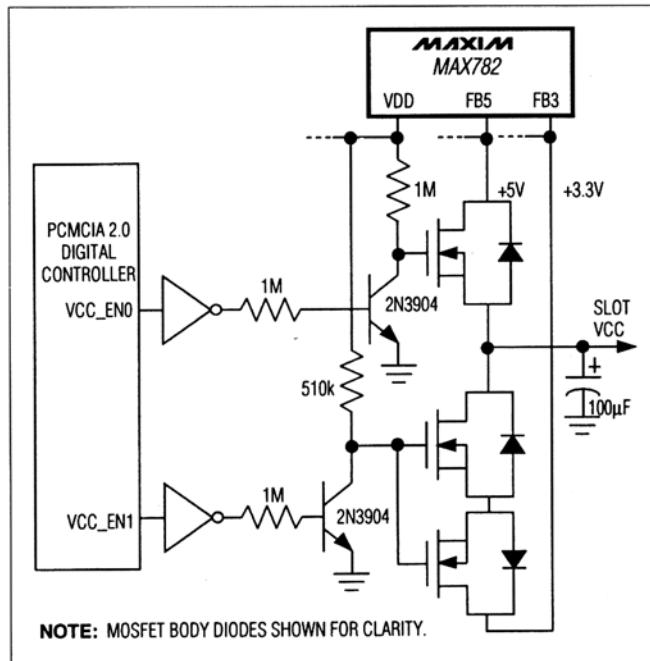 MAXIM
MAX782
VDD FB5 FB3
1M
+5V +3.3V
PCMCIA 2.0
DIGITAL
CONTROLLER
VCC_EN0
1M
2N3904
SLOT
VCC
510k
+
100µF
VCC_EN1
1M
2N3904
NOTE: MOSFET BODY DIODES SHOWN FOR CLARITY.